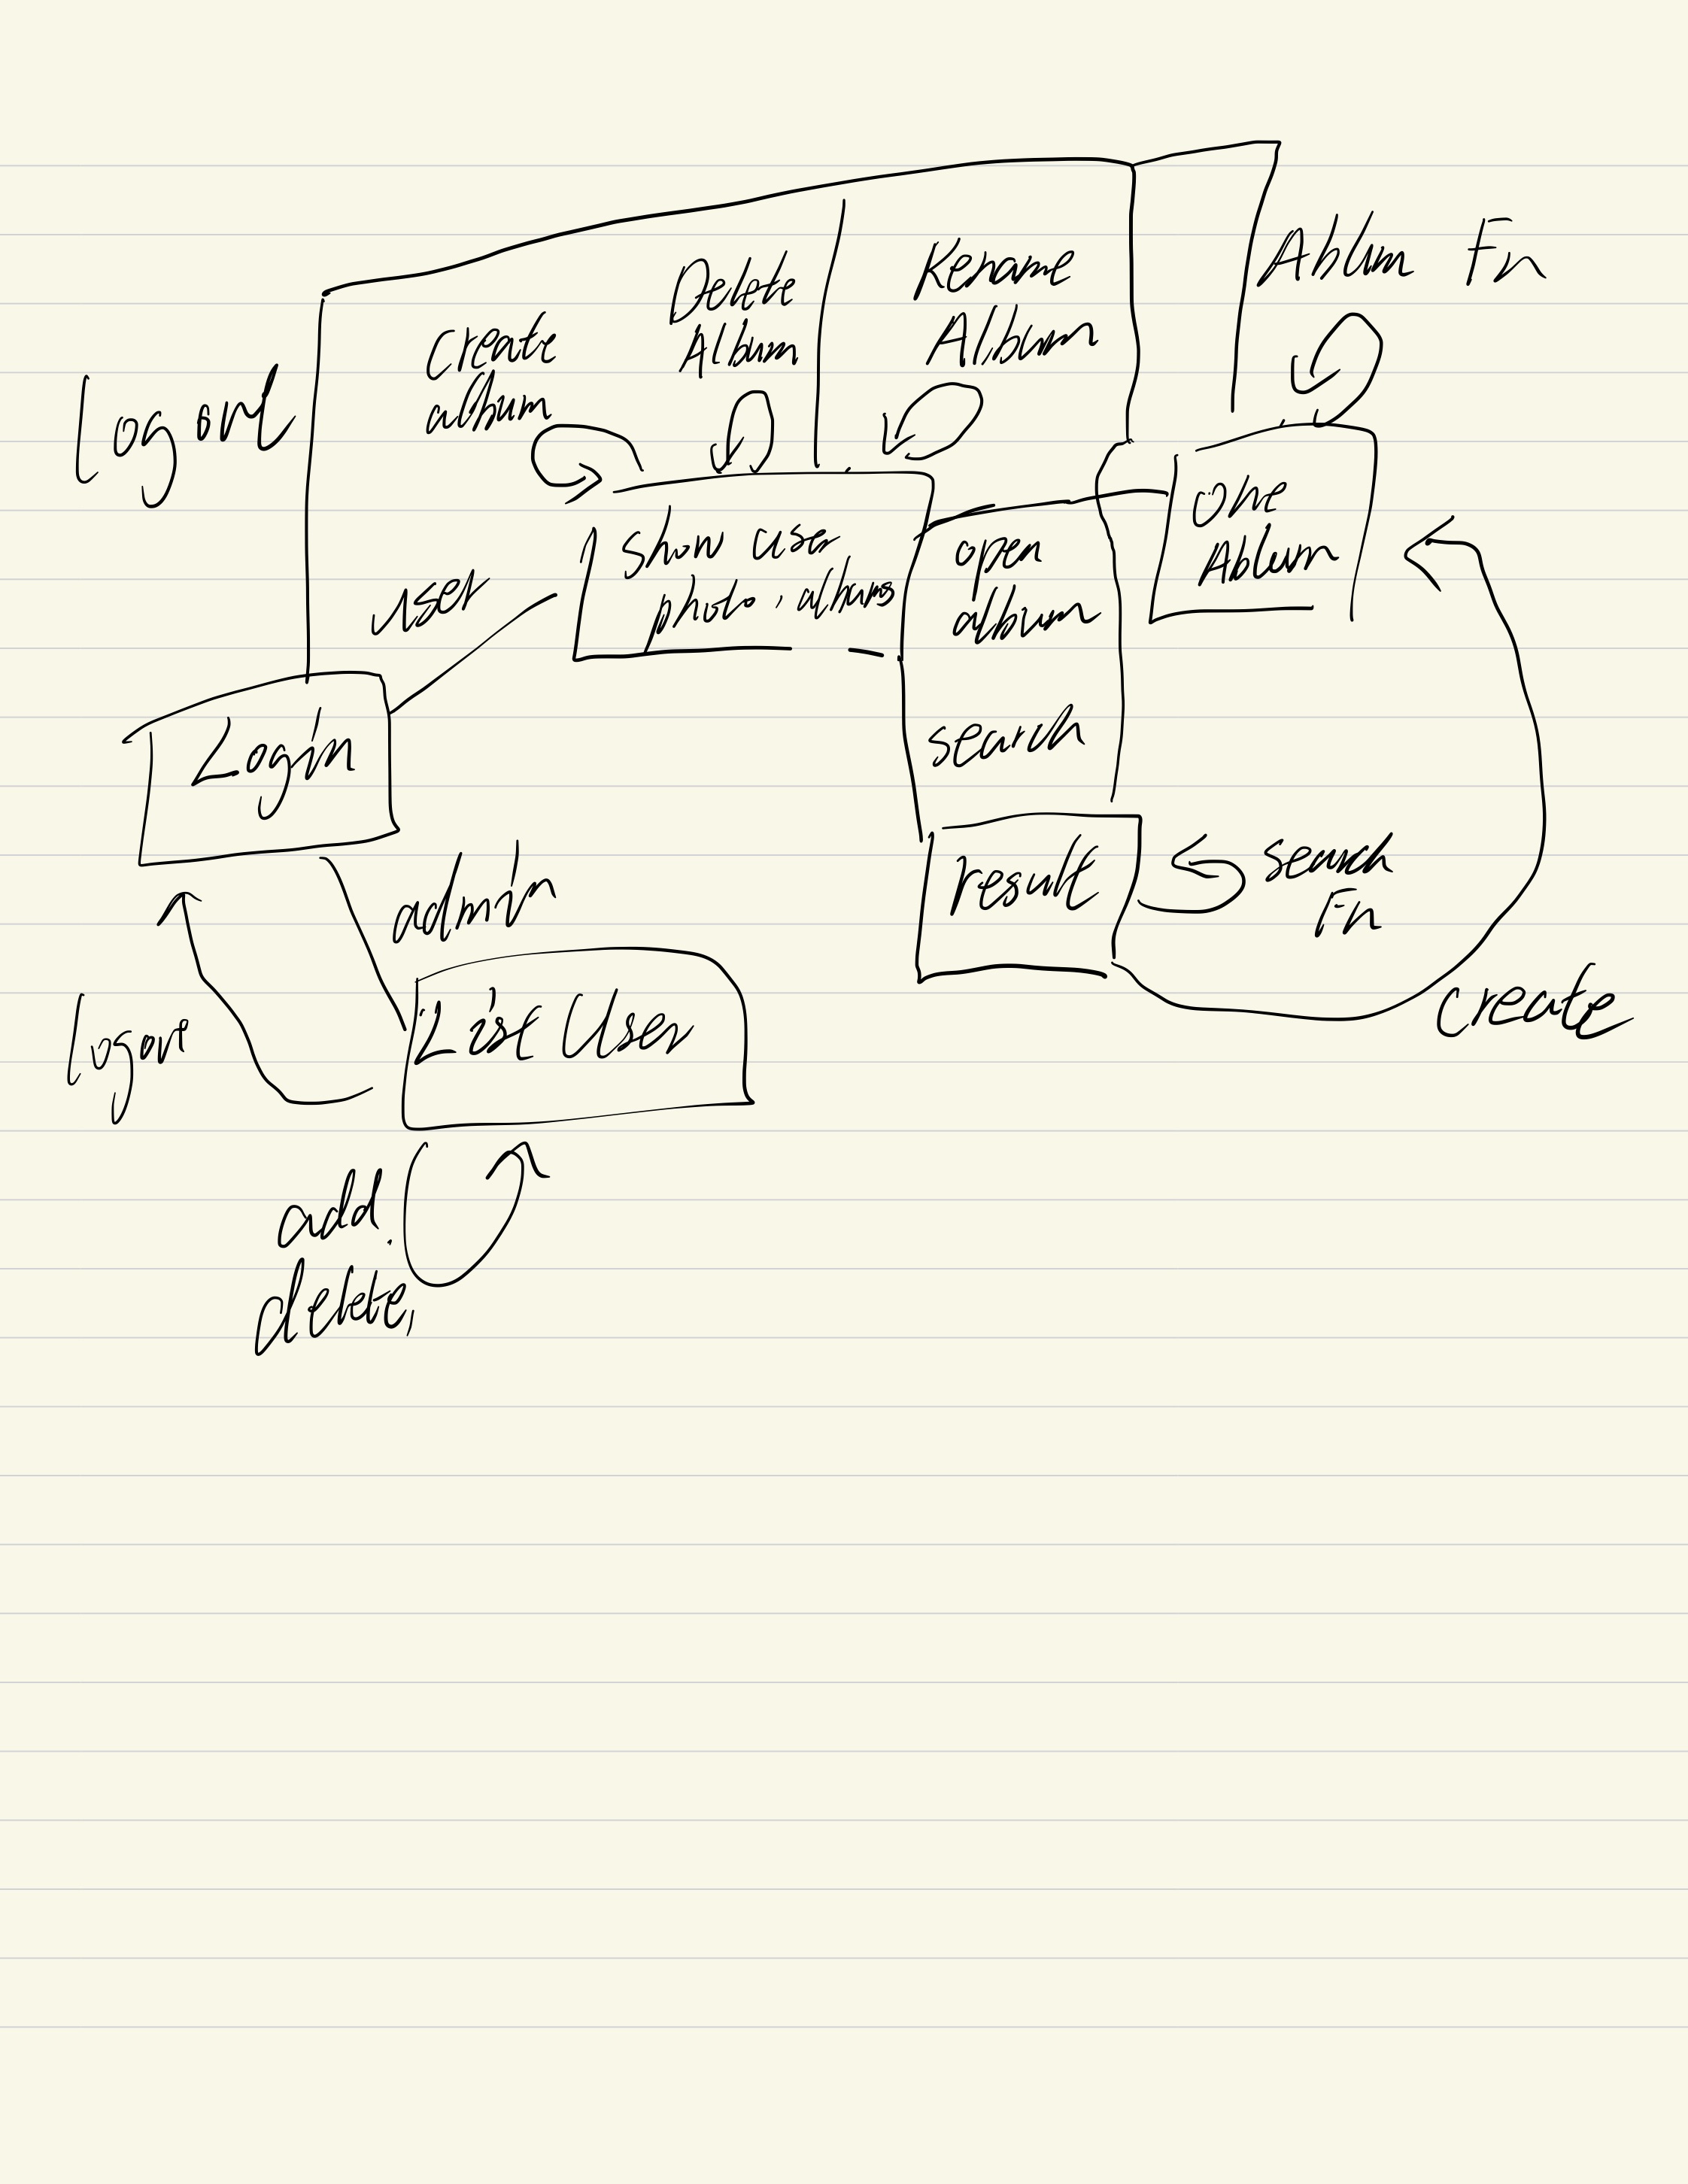 Ablum Fn
Delete
Album
Rename
Album
Create
album
Logout
one
Ablum
show user
photo, albums
open
album
user
search
Login
result
search
Fn
admin
create
List User
logout
add.
delete,